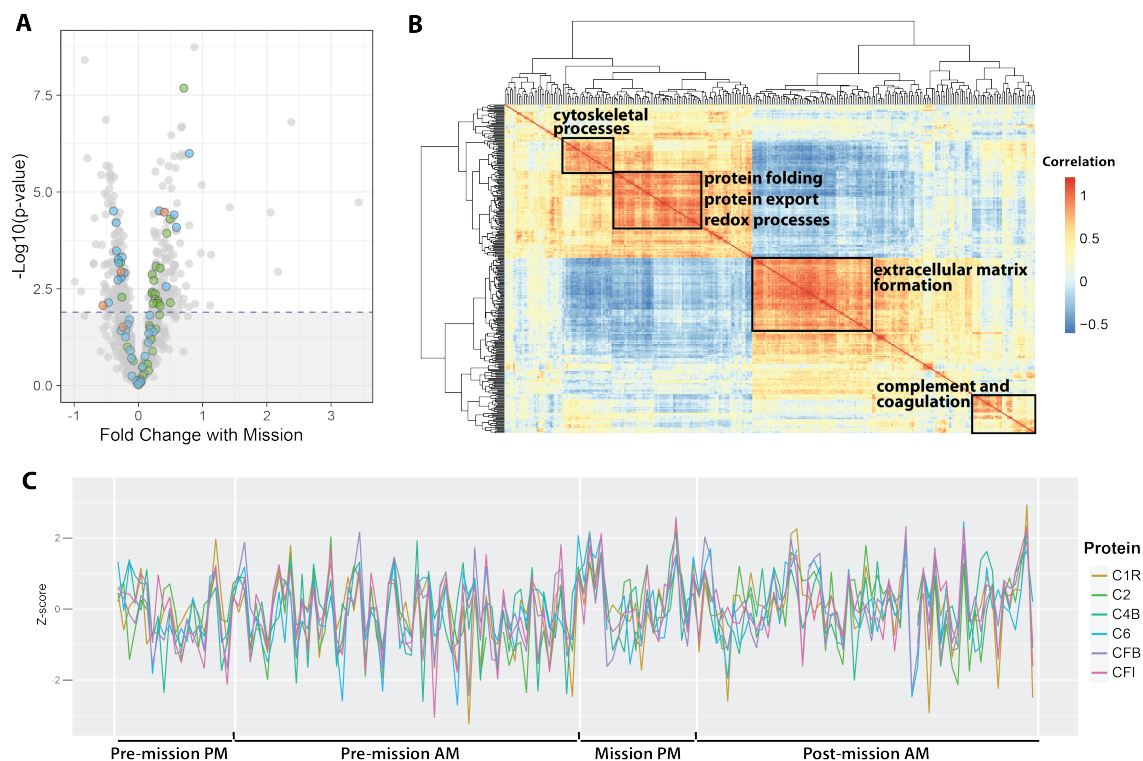 A
-Log10(p-value)
7.5
5.0
2.5
0.0
-1
0
1
2
3
Fold Change with Mission
B
cytoskeletal
processes
protein folding
protein export
redox processes
extracellular matrix
formation
complement and
coagulation
Correlation
1
0.5
0
−0.5
C
Z-score
2
0
-2
Pre-mission PM
Pre-mission AM
Mission PM
Post-mission AM
Protein
C1R
C2
C4B
C6
CFB
CFI